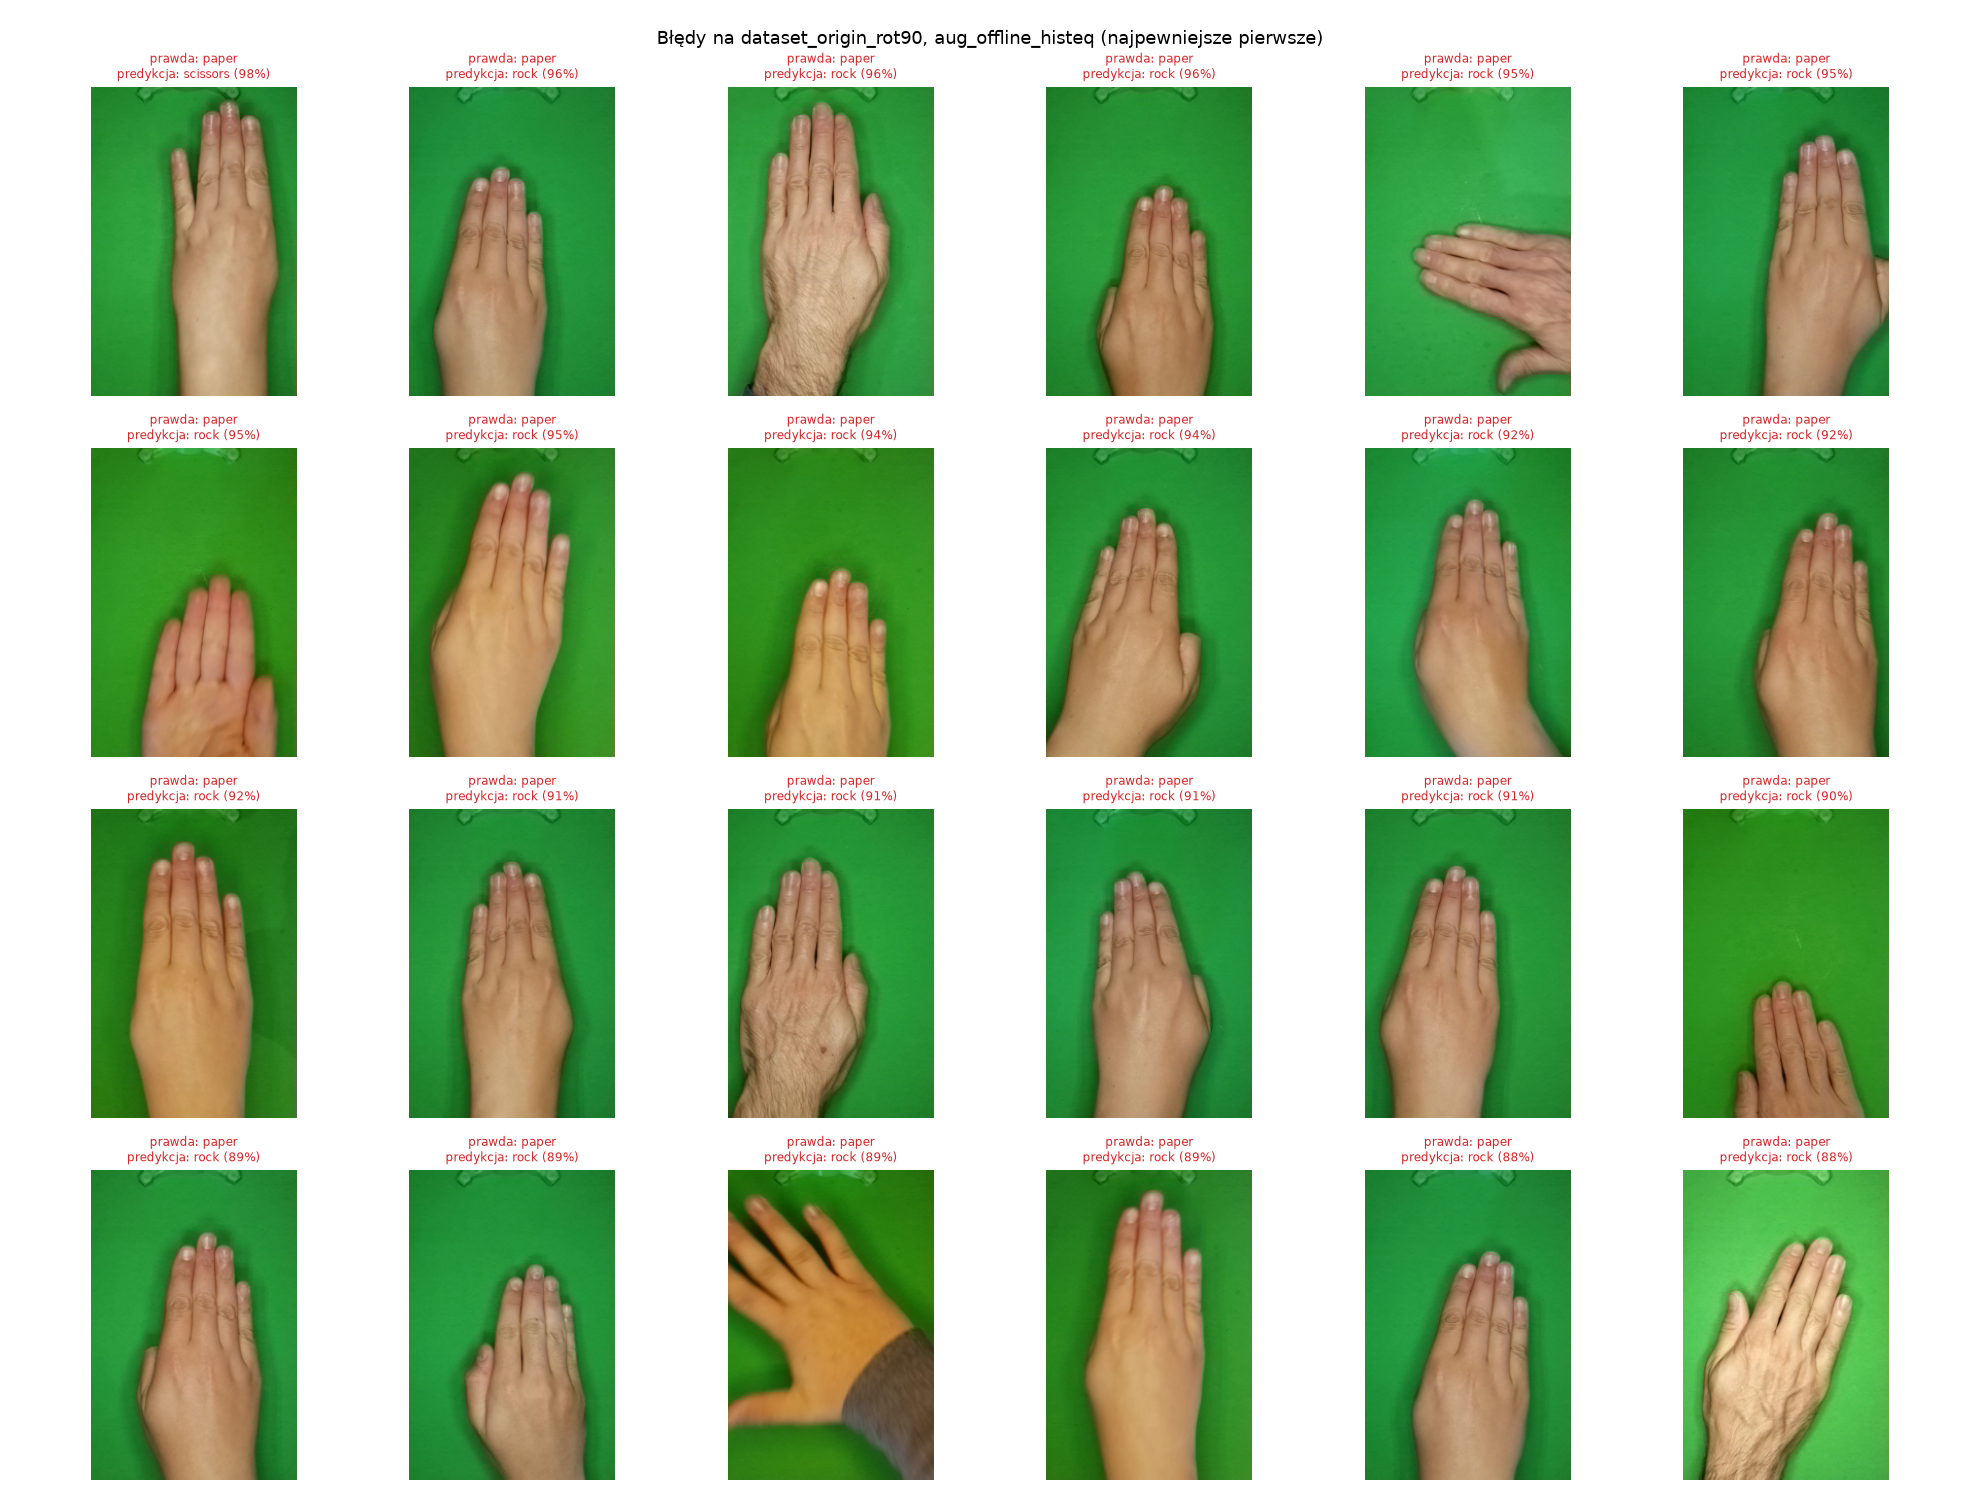 Błędy na dataset_origin_rot90, aug_offline_histeq (najpewniejsze pierwsze)
prawda: paper
predykcja: scissors (98%)
prawda: paper
predykcja: rock (96%)
prawda: paper
predykcja: rock (96%)
prawda: paper
predykcja: rock (96%)
prawda: paper
predykcja: rock (95%)
prawda: paper
predykcja: rock (95%)
prawda: paper
predykcja: rock (95%)
prawda: paper
predykcja: rock (95%)
prawda: paper
predykcja: rock (94%)
prawda: paper
predykcja: rock (94%)
prawda: paper
predykcja: rock (92%)
prawda: paper
predykcja: rock (92%)
prawda: paper
predykcja: rock (92%)
prawda: paper
predykcja: rock (91%)
prawda: paper
predykcja: rock (91%)
prawda: paper
predykcja: rock (91%)
prawda: paper
predykcja: rock (91%)
prawda: paper
predykcja: rock (90%)
prawda: paper
predykcja: rock (89%)
prawda: paper
predykcja: rock (89%)
prawda: paper
predykcja: rock (89%)
prawda: paper
predykcja: rock (89%)
prawda: paper
predykcja: rock (88%)
prawda: paper
predykcja: rock (88%)